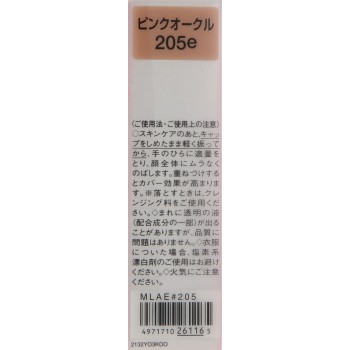 ピンクオークル
205e
〈ご使用法・ご使用上の注意〉
◇スキンケアのあと、キャッ
プをしめたまま軽く振って
から、手のひらに適量をと
り、顔全体にムラなく
のばします。重ねづけする
とカバー効果が高まりま
す。※落とすときは、クレ
ンジング料をご使用くださ
い。◇まれに透明の液
(配合成分の一部)が出る
ことがありますが、品質に
問題はありません。◇衣服
についた場合、塩素系
漂白剤のご使用はお避け
ください。◇火気にご注意
ください。
MLAE#205
4971710 26116 5
2132YO3KOO